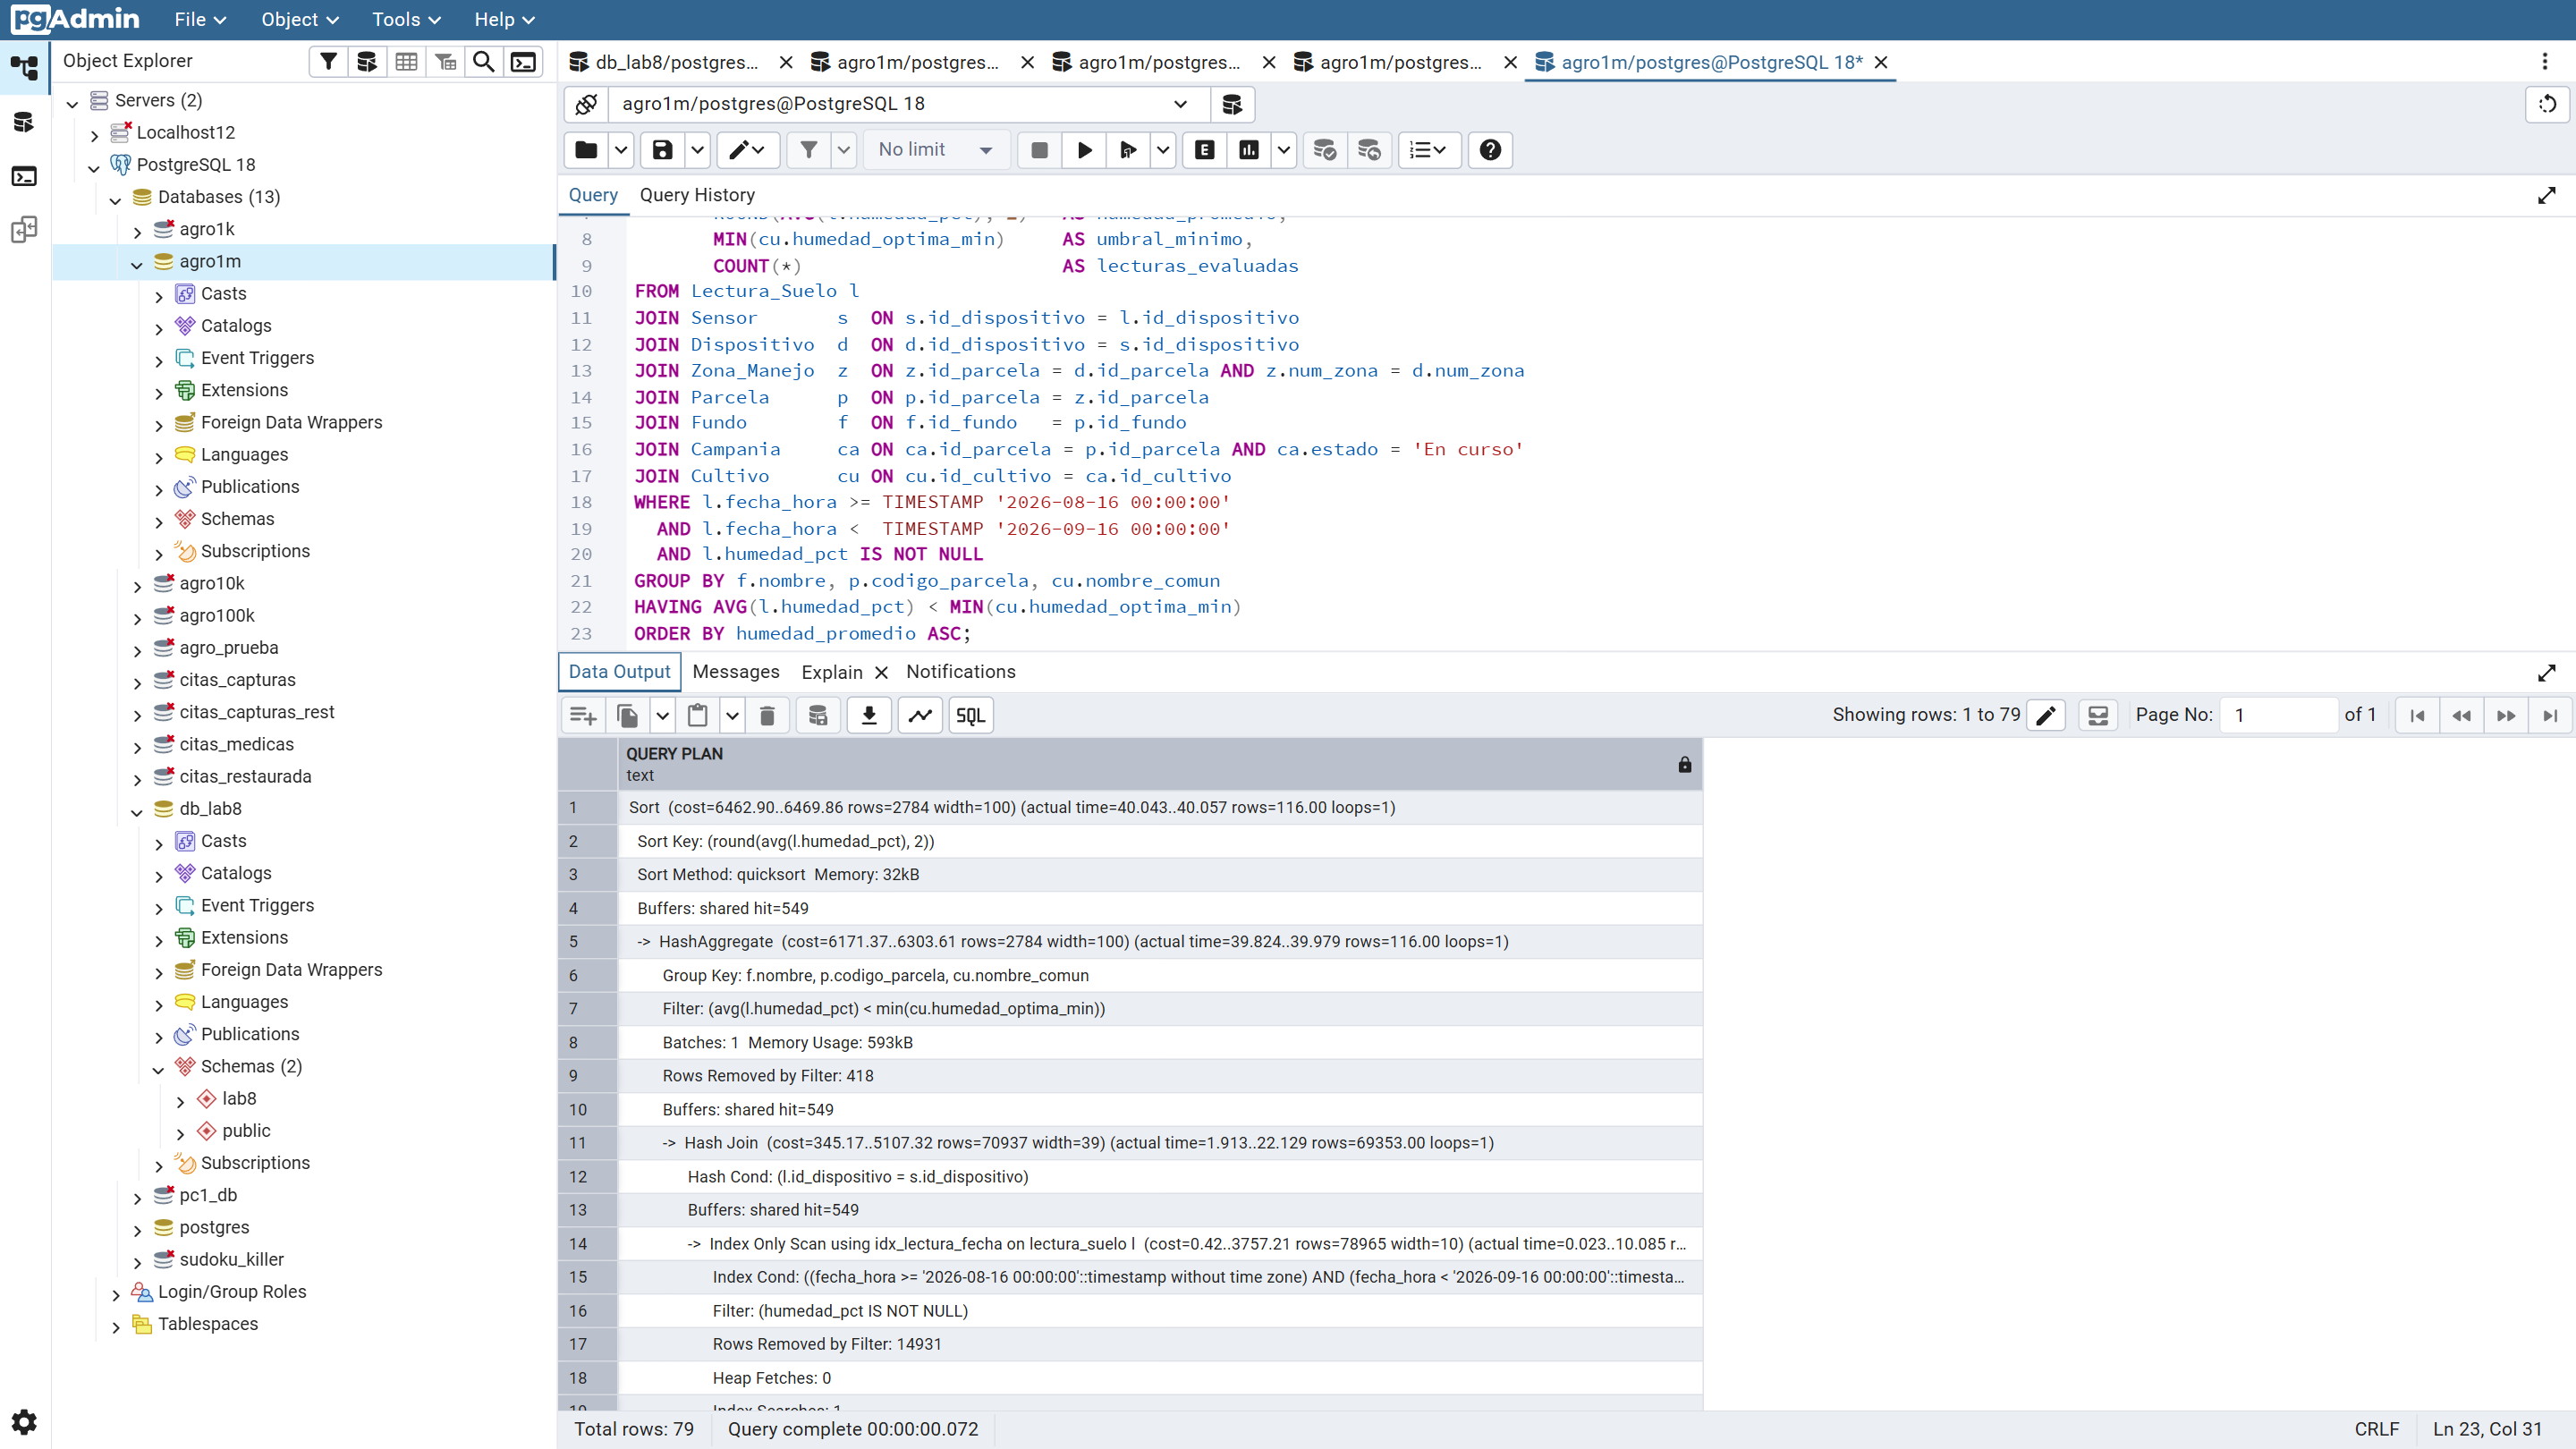 pgAdmin File Object Tools Help
Object Explorer
db_lab8/postgres...
agro1m/postgres...
agro1m/postgres...
agro1m/postgres...
agro1m/postgres@PostgreSQL 18*
agro1m/postgres@PostgreSQL 18
No limit
E
Query Query History
Servers (2)
Localhost12
PostgreSQL 18
Databases (13)
agro1k
agro1m
Casts
Catalogs
Event Triggers
Extensions
Foreign Data Wrappers
Languages
Publications
Schemas
Subscriptions
agro10k
agro100k
agro_prueba
citas_capturas
citas_capturas_rest
citas_medicas
citas_restaurada
db_lab8
Casts
Catalogs
Event Triggers
Extensions
Foreign Data Wrappers
Languages
Publications
Schemas (2)
lab8
public
Subscriptions
pc1_db
postgres
sudoku_killer
Login/Group Roles
Tablespaces
8 MIN(cu.humedad_optima_min) AS umbral_minimo,
9 COUNT(*) AS lecturas_evaluadas
10 FROM Lectura_Suelo l
11 JOIN Sensor s ON s.id_dispositivo = l.id_dispositivo
12 JOIN Dispositivo d ON d.id_dispositivo = s.id_dispositivo
13 JOIN Zona_Manejo z ON z.id_parcela = d.id_parcela AND z.num_zona = d.num_zona
14 JOIN Parcela p ON p.id_parcela = z.id_parcela
15 JOIN Fundo f ON f.id_fundo = p.id_fundo
16 JOIN Campania ca ON ca.id_parcela = p.id_parcela AND ca.estado = 'En curso'
17 JOIN Cultivo cu ON cu.id_cultivo = ca.id_cultivo
18 WHERE l.fecha_hora >= TIMESTAMP '2026-08-16 00:00:00'
19 AND l.fecha_hora < TIMESTAMP '2026-09-16 00:00:00'
20 AND l.humedad_pct IS NOT NULL
21 GROUP BY f.nombre, p.codigo_parcela, cu.nombre_comun
22 HAVING AVG(l.humedad_pct) < MIN(cu.humedad_optima_min)
23 ORDER BY humedad_promedio ASC;
Data Output Messages Explain Notifications
SQL
Showing rows: 1 to 79
Page No: 1 of 1
QUERY PLAN
text
1 Sort (cost=6462.90..6469.86 rows=2784 width=100) (actual time=40.043..40.057 rows=116.00 loops=1)
2 Sort Key: (round(avg(l.humedad_pct), 2))
3 Sort Method: quicksort Memory: 32kB
4 Buffers: shared hit=549
5 -> HashAggregate (cost=6171.37..6303.61 rows=2784 width=100) (actual time=39.824..39.979 rows=116.00 loops=1)
6 Group Key: f.nombre, p.codigo_parcela, cu.nombre_comun
7 Filter: (avg(l.humedad_pct) < min(cu.humedad_optima_min))
8 Batches: 1 Memory Usage: 593kB
9 Rows Removed by Filter: 418
10 Buffers: shared hit=549
11 -> Hash Join (cost=345.17..5107.32 rows=70937 width=39) (actual time=1.913..22.129 rows=69353.00 loops=1)
12 Hash Cond: (l.id_dispositivo = s.id_dispositivo)
13 Buffers: shared hit=549
14 -> Index Only Scan using idx_lectura_fecha on lectura_suelo l (cost=0.42..3757.21 rows=78965 width=10) (actual time=0.023..10.085 r...
15 Index Cond: ((fecha_hora >= '2026-08-16 00:00:00'::timestamp without time zone) AND (fecha_hora < '2026-09-16 00:00:00'::timesta...
16 Filter: (humedad_pct IS NOT NULL)
17 Rows Removed by Filter: 14931
18 Heap Fetches: 0
Total rows: 79
Query complete 00:00:00.072
CRLF
Ln 23, Col 31